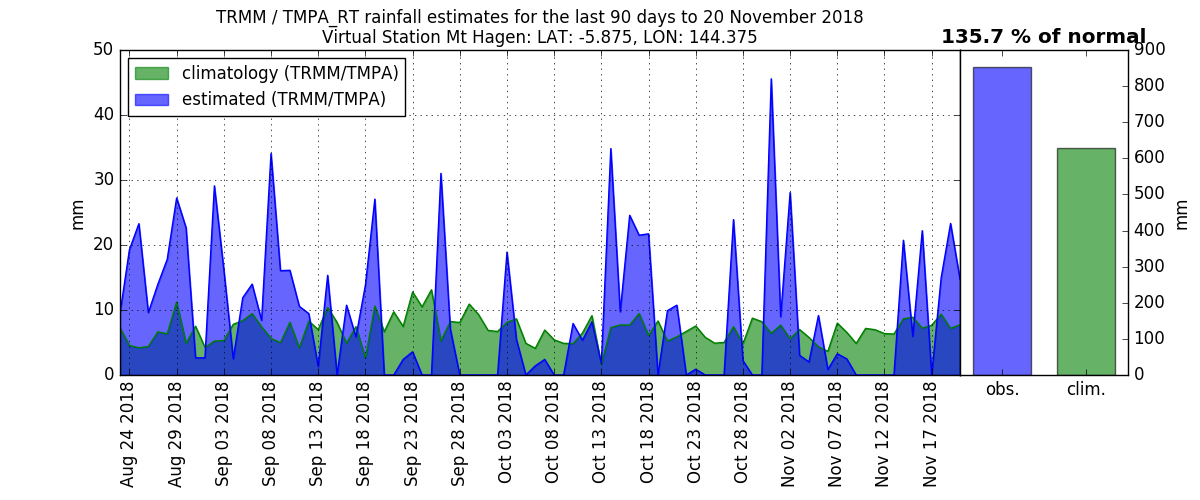 TRMM / TMPA_RT rainfall estimates for the last 90 days to 20 November 2018
Virtual Station Mt Hagen: LAT: -5.875, LON: 144.375
135.7 % of normal
climatology (TRMM/TMPA)
estimated (TRMM/TMPA)
50
40
30
20
10
0
mm
Aug 24 2018
Aug 29 2018
Sep 03 2018
Sep 08 2018
Sep 13 2018
Sep 18 2018
Sep 23 2018
Sep 28 2018
Oct 03 2018
Oct 08 2018
Oct 13 2018
Oct 18 2018
Oct 23 2018
Oct 28 2018
Nov 02 2018
Nov 07 2018
Nov 12 2018
Nov 17 2018
obs.
clim.
900
800
700
600
500
400
300
200
100
0
mm